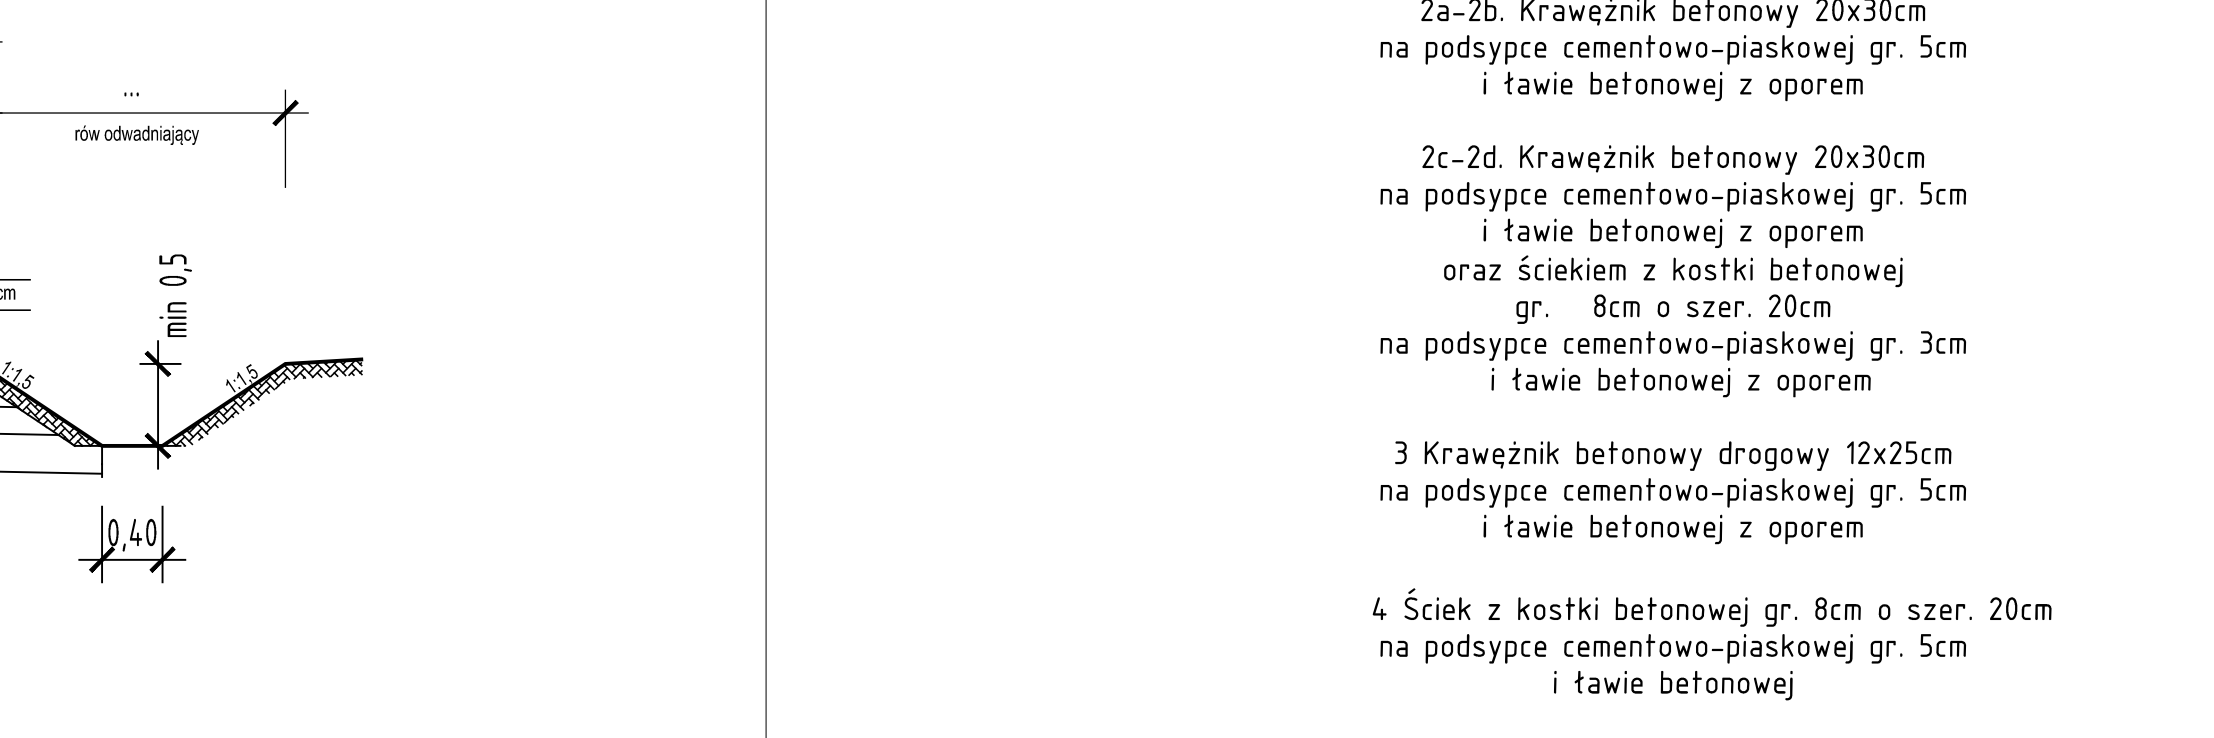 ...
rów odwadniający
min 0,5
cm
1:1,5
1:1,5
0,40
2a-2b. Krawężnik betonowy 20x30cm
na podsypce cementowo-piaskowej gr. 5cm
i ławie betonowej z oporem
2c-2d. Krawężnik betonowy 20x30cm
na podsypce cementowo-piaskowej gr. 5cm
i ławie betonowej z oporem
oraz ściekiem z kostki betonowej
gr. 8cm o szer. 20cm
na podsypce cementowo-piaskowej gr. 3cm
i ławie betonowej z oporem
3 Krawężnik betonowy drogowy 12x25cm
na podsypce cementowo-piaskowej gr. 5cm
i ławie betonowej z oporem
4 Ściek z kostki betonowej gr. 8cm o szer. 20cm
na podsypce cementowo-piaskowej gr. 5cm
i ławie betonowej